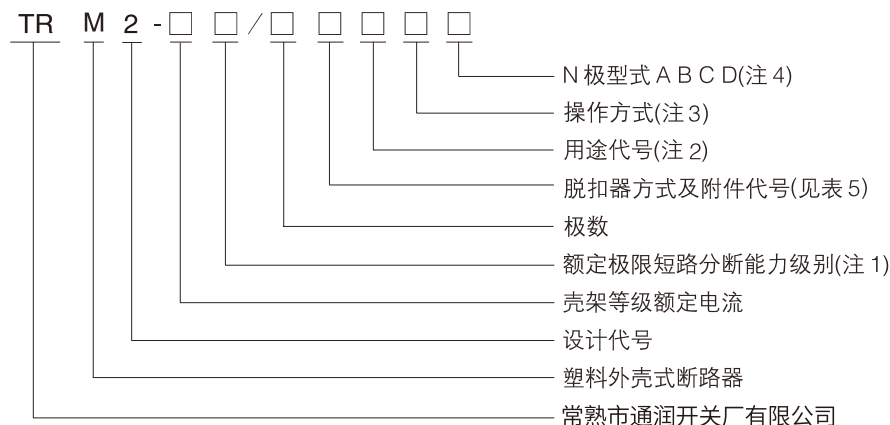 TR M 2 - □ □ / □ □ □ □ □
N 极型式 A B C D(注 4)
操作方式(注 3)
用途代号(注 2)
脱扣器方式及附件代号(见表 5)
极数
额定极限短路分断能力级别(注 1)
壳架等级额定电流
设计代号
塑料外壳式断路器
常熟市通润开关厂有限公司